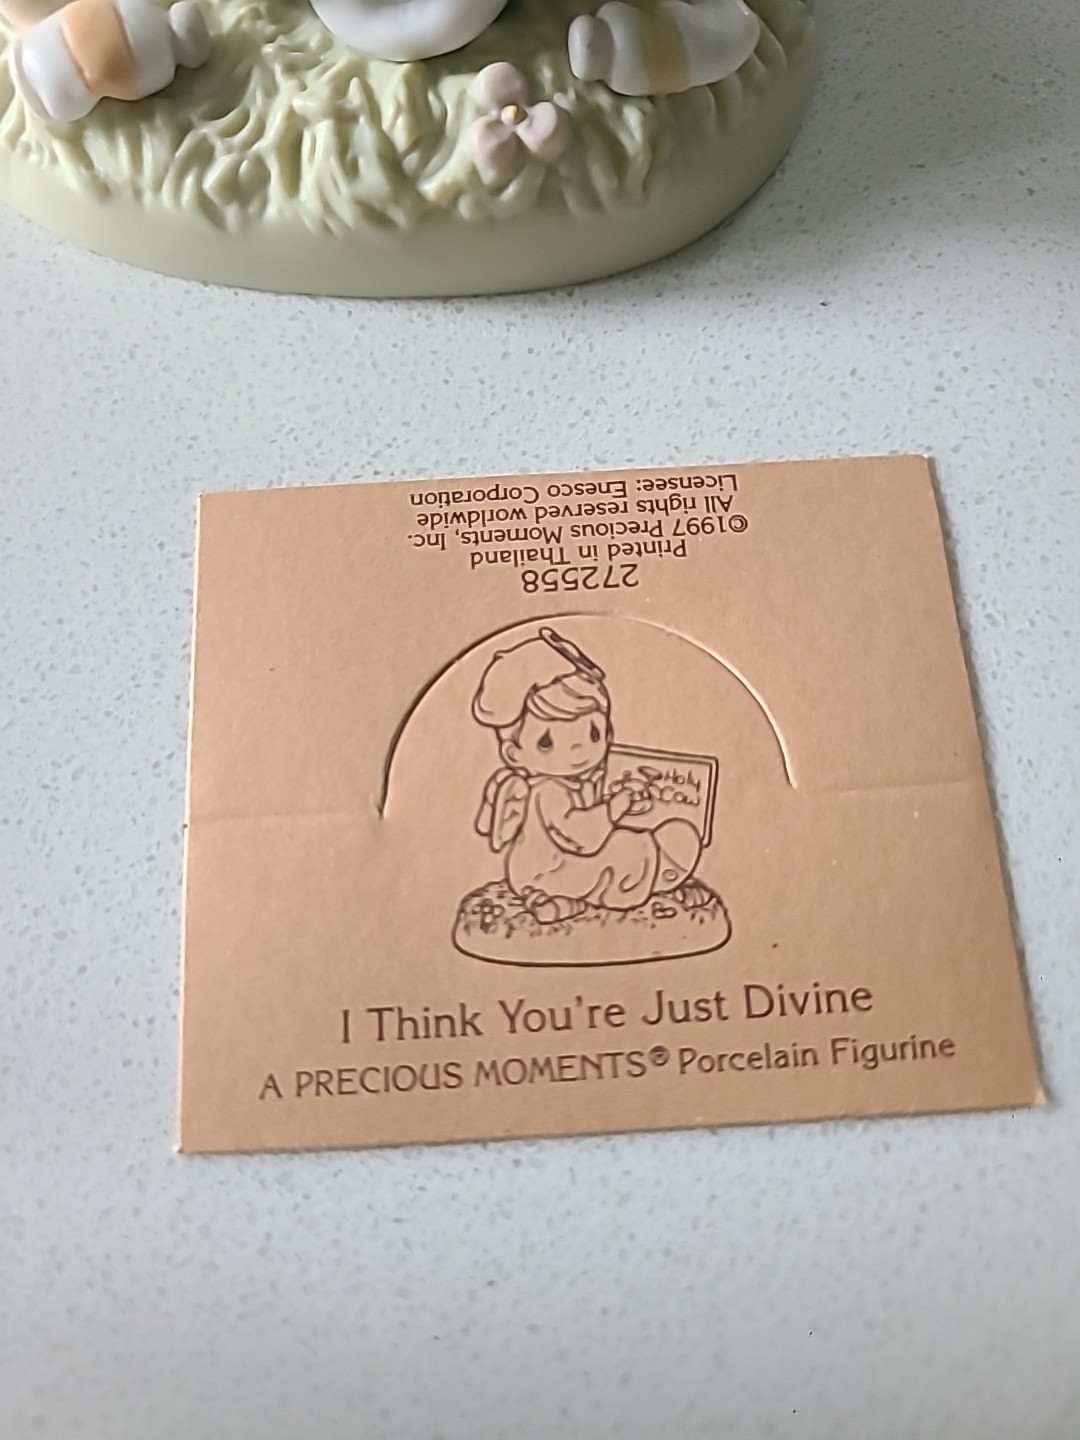 Licensee: Enesco Corporation
All rights reserved worldwide
©1997 Precious Moments, Inc.
Printed in Thailand
272558
Holy
Cow
I Think You're Just Divine
A PRECIOUS MOMENTS® Porcelain Figurine